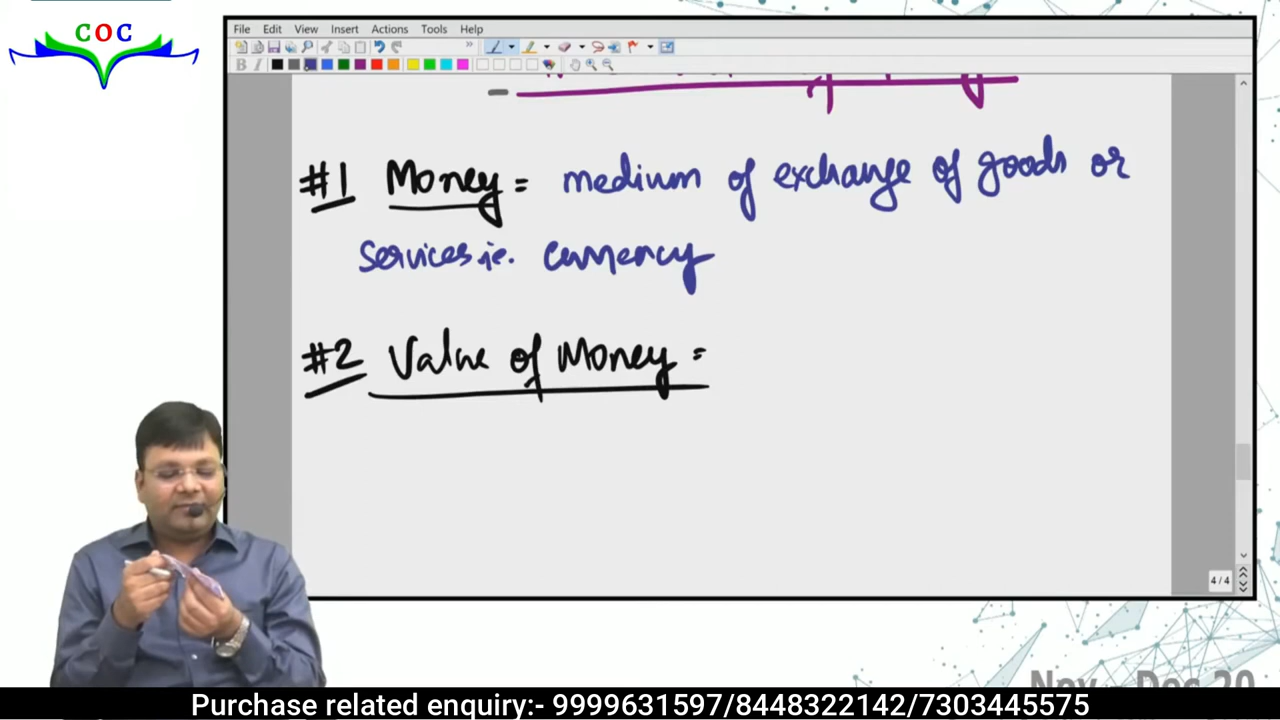 COC
File Edit View Insert Actions Tools Help
B I
#1 Money = medium of exchange of goods or
services i.e. currency
#2 Value of Money =
4 / 4
Purchase related enquiry:- 9999631597/8448322142/7303445575